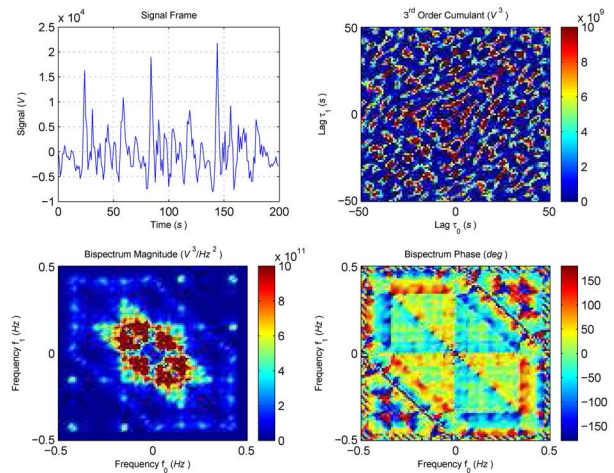 Signal Frame
x 10^4
2.5
2
1.5
1
0.5
0
-0.5
-1
0 50 100 150 200
Signal (V)
Time (s)
3rd Order Cumulant (V^3)
x 10^9
50
0
-50
-50 0 50
Lag τ1 (s)
Lag τ0 (s)
10
9
8
7
6
5
4
3
2
1
0
Bispectrum Magnitude (V^3/Hz^2)
x 10^11
0.5
0
-0.5
-0.5 0 0.5
Frequency f1 (Hz)
Frequency f0 (Hz)
10
8
6
4
2
0
Bispectrum Phase (deg)
0.5
0
-0.5
-0.5 0 0.5
Frequency f1 (Hz)
Frequency f0 (Hz)
150
100
50
0
-50
-100
-150